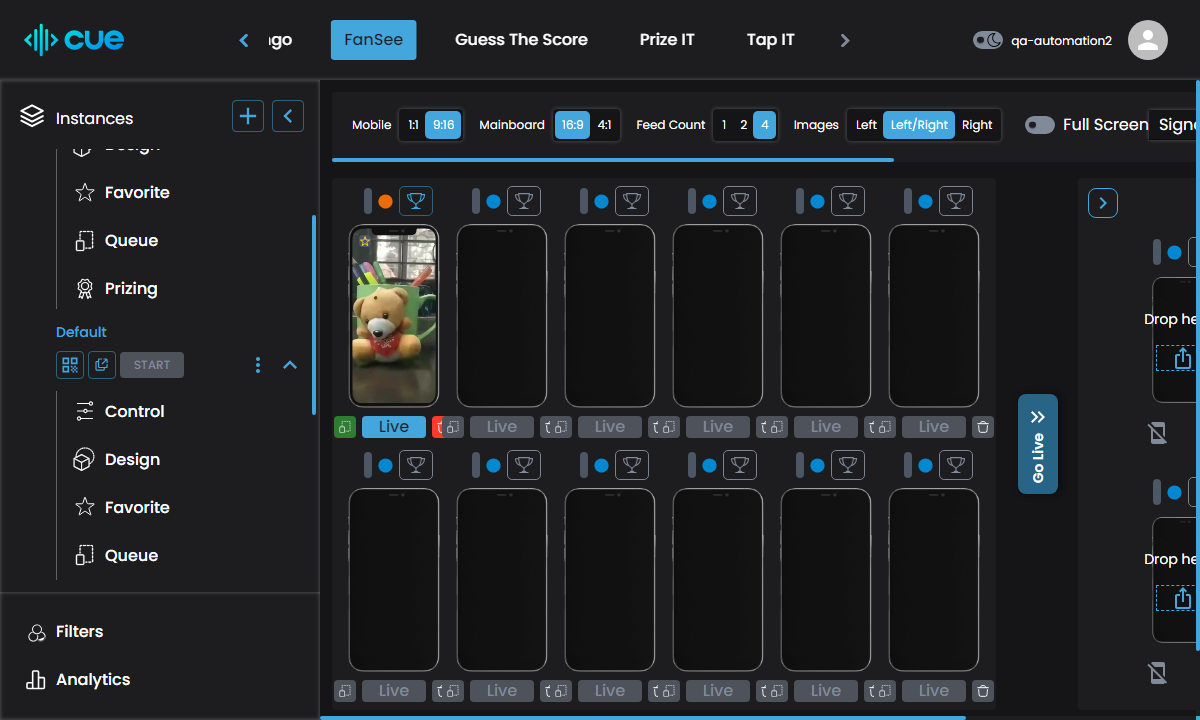 cue
ngo
FanSee
Guess The Score
Prize IT
Tap IT
qa-automation2
Instances
Design
Favorite
Queue
Prizing
Default
START
Control
Design
Favorite
Queue
Filters
Analytics
Mobile 1:1 9:16 Mainboard 16:9 4:1 Feed Count 1 2 4 Images Left Left/Right Right Full Screen
Live Live Live Live Live Live
Live Live Live Live Live Live
Go Live
Drop he
Drop he